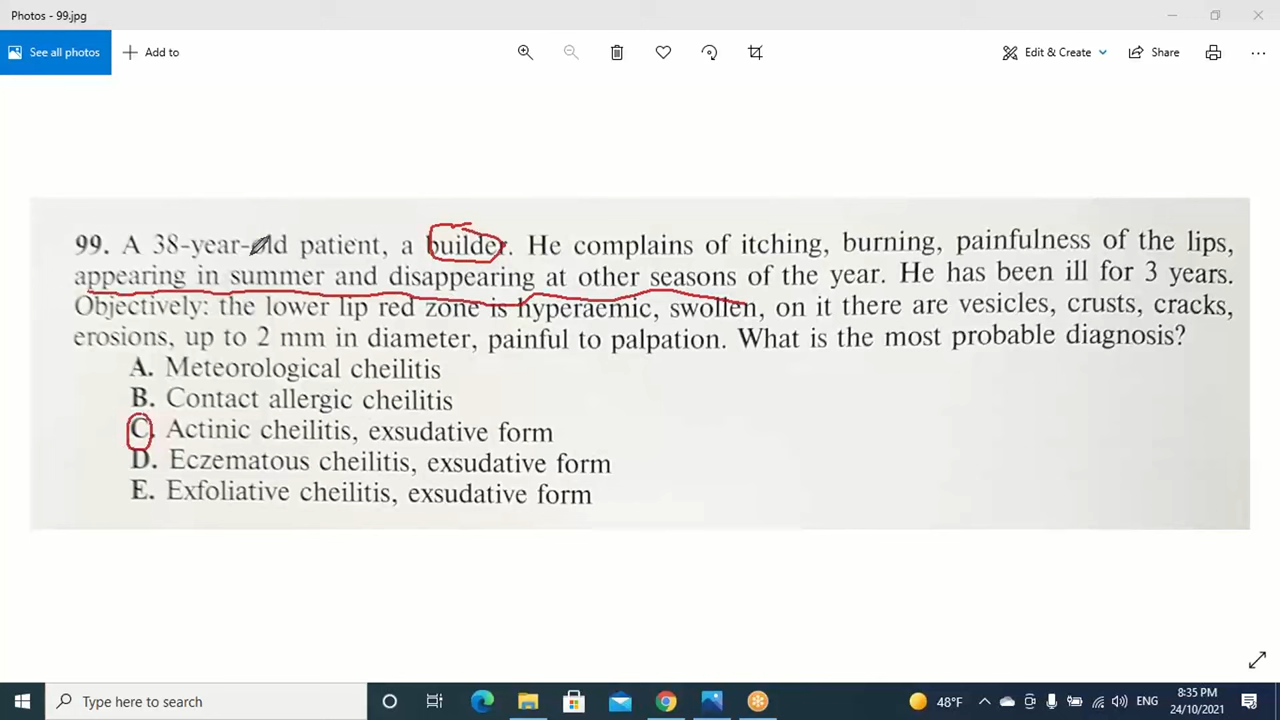 Photos - 99.jpg
See all photos
Add to
Edit & Create
Share
99. A 38-year-old patient, a builder. He complains of itching, burning, painfulness of the lips,
appearing in summer and disappearing at other seasons of the year. He has been ill for 3 years.
Objectively: the lower lip red zone is hyperaemic, swollen, on it there are vesicles, crusts, cracks,
erosions, up to 2 mm in diameter, painful to palpation. What is the most probable diagnosis?
A. Meteorological cheilitis
B. Contact allergic cheilitis
C. Actinic cheilitis, exsudative form
D. Eczematous cheilitis, exsudative form
E. Exfoliative cheilitis, exsudative form
Type here to search
48°F
ENG
8:35 PM
24/10/2021